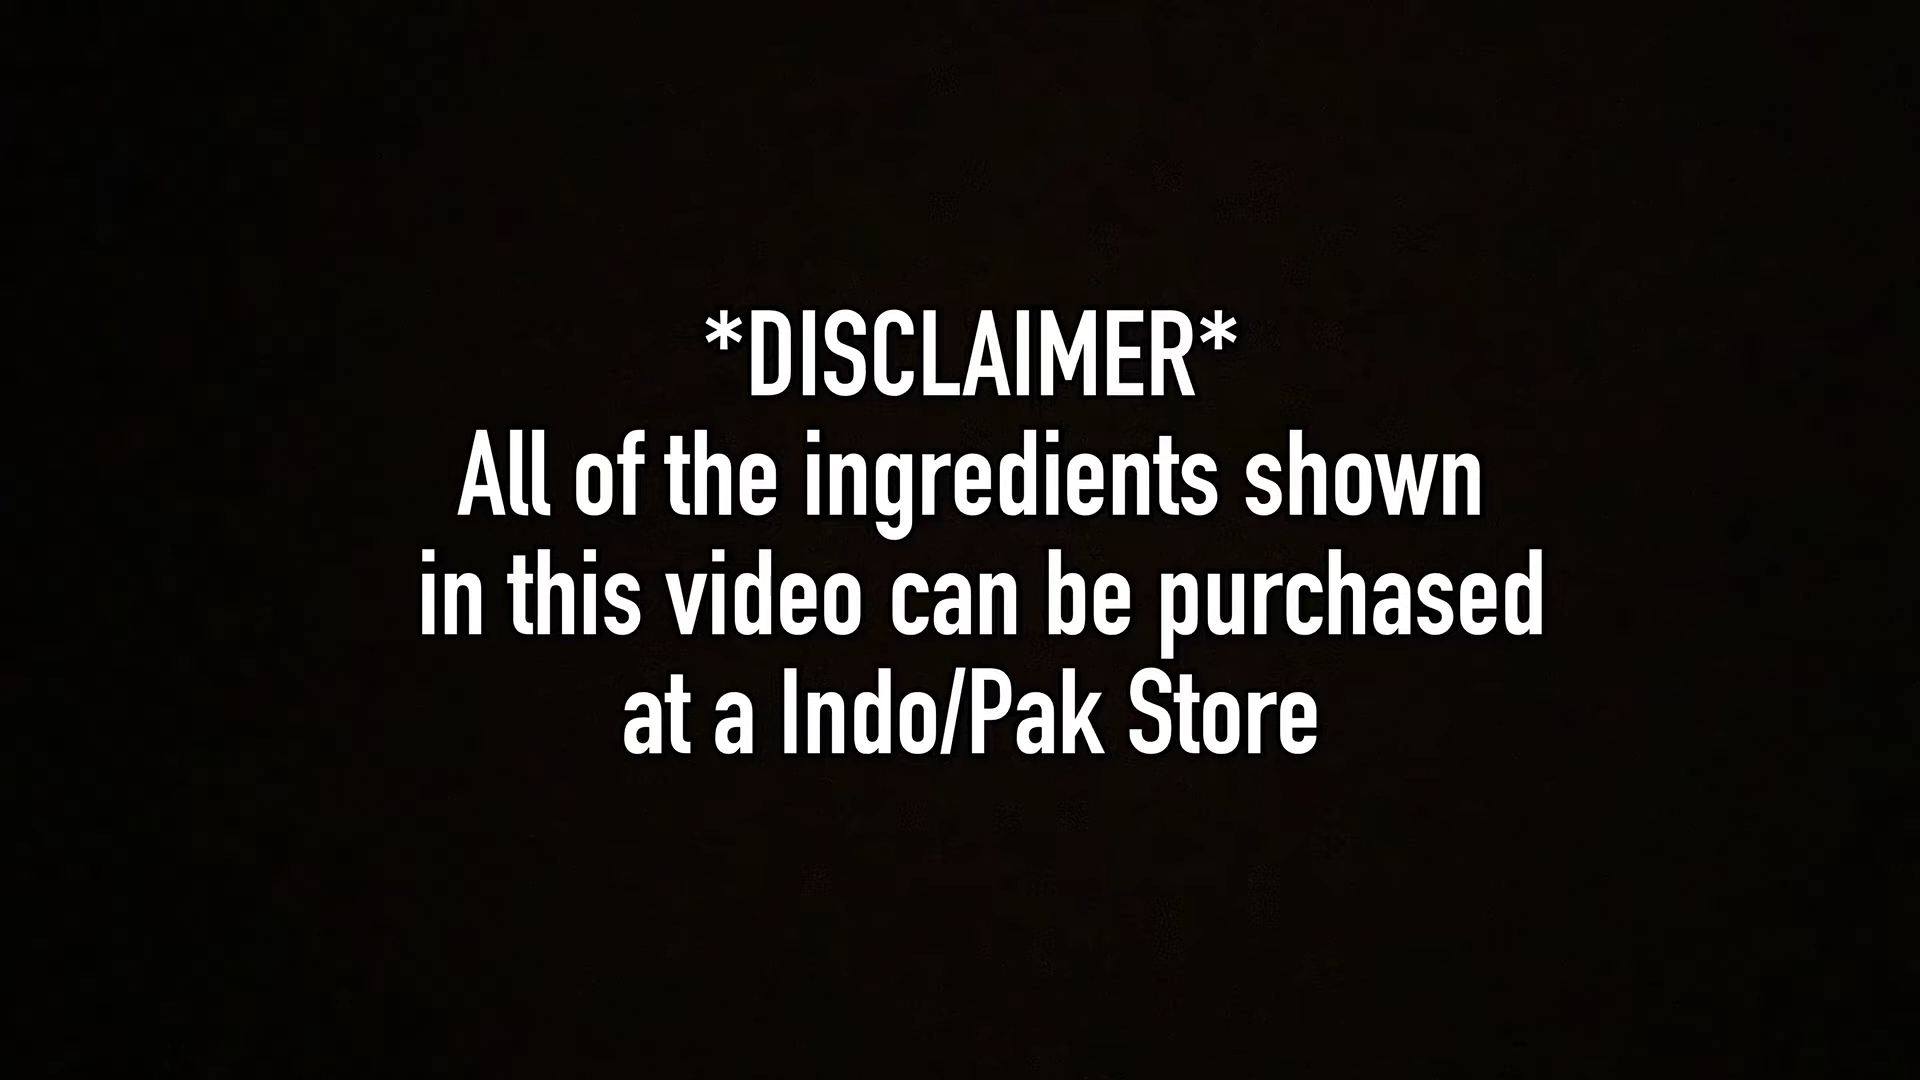 *DISCLAIMER*
All of the ingredients shown
in this video can be purchased
at a Indo/Pak Store